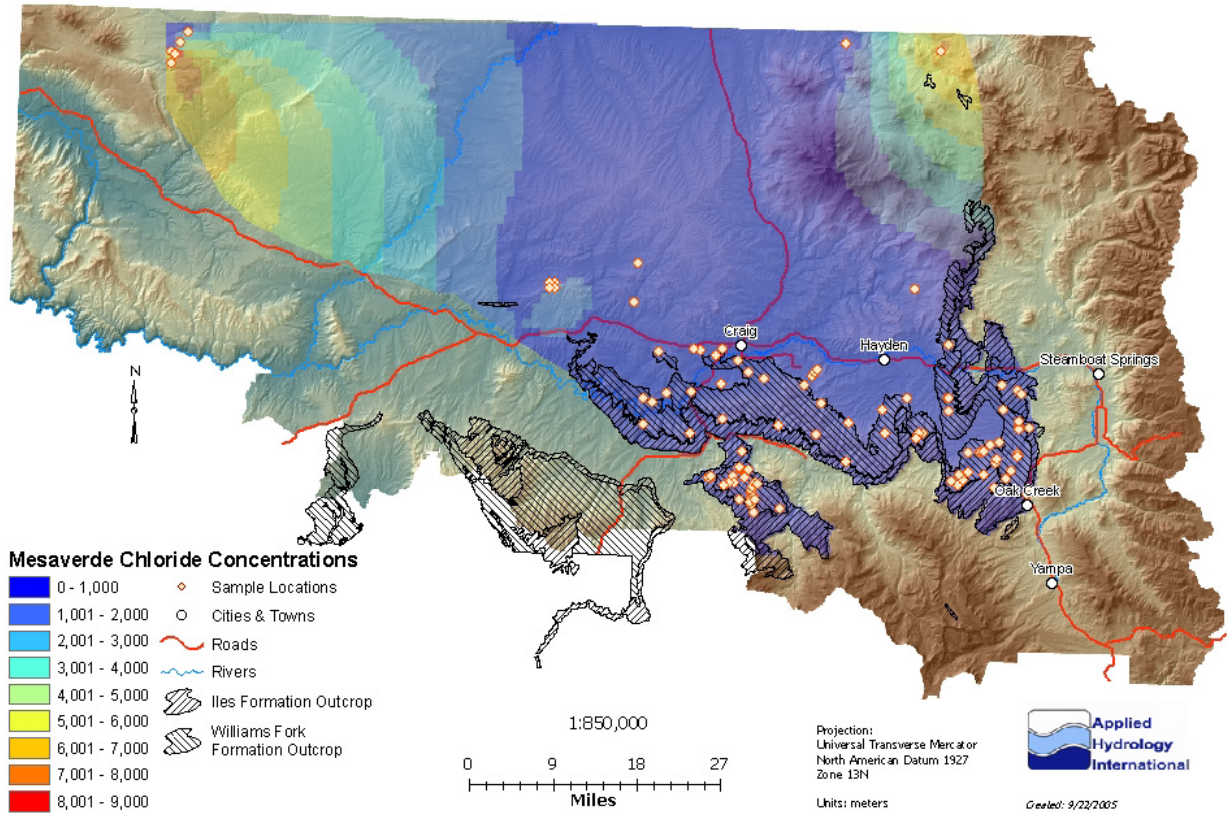 Craig
Hayden
Steamboat Springs
Oak Creek
Yampa
N
Mesaverde Chloride Concentrations
0 - 1,000
1,001 - 2,000
2,001 - 3,000
3,001 - 4,000
4,001 - 5,000
5,001 - 6,000
6,001 - 7,000
7,001 - 8,000
8,001 - 9,000
Sample Locations
Cities & Towns
Roads
Rivers
Iles Formation Outcrop
Williams Fork
Formation Outcrop
1:850,000
0 9 18 27
Miles
Projection:
Universal Transverse Mercator
North American Datum 1927
Zone 13N
Units: meters
Applied
Hydrology
International
Created: 9/22/2005